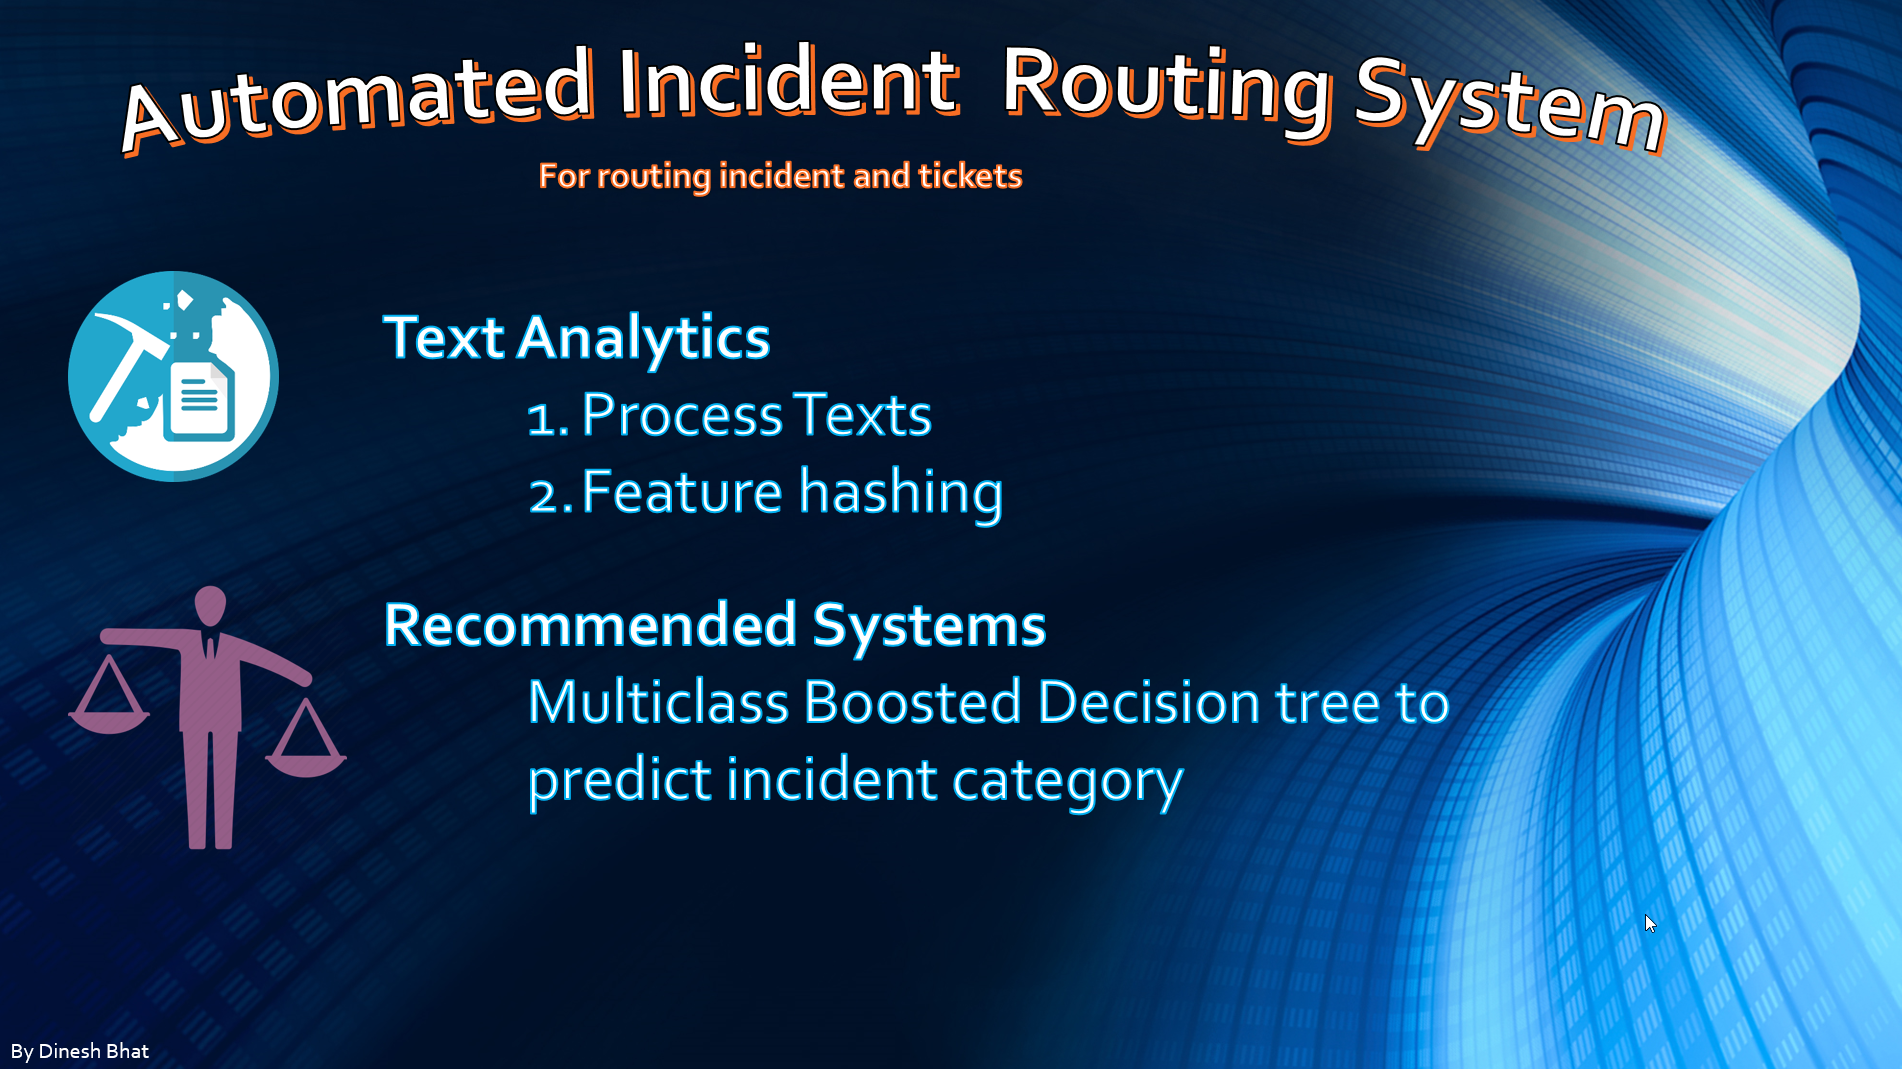 Automated Incident Routing System
For routing incident and tickets
Text Analytics
1. Process Texts
2. Feature hashing
Recommended Systems
Multiclass Boosted Decision tree to
predict incident category
By Dinesh Bhat